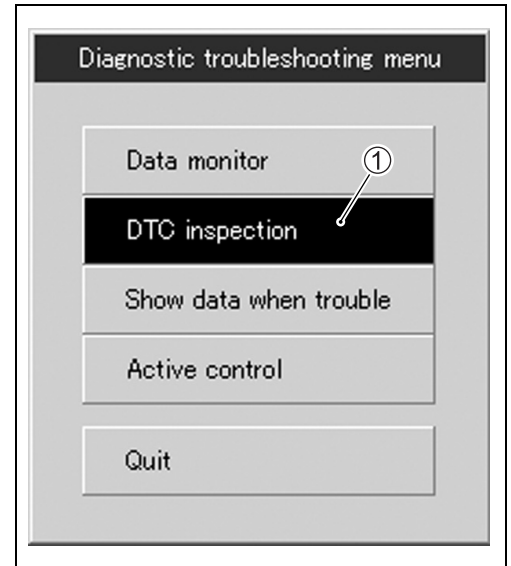 Diagnostic troubleshooting menu
Data monitor
1
DTC inspection
Show data when trouble
Active control
Quit